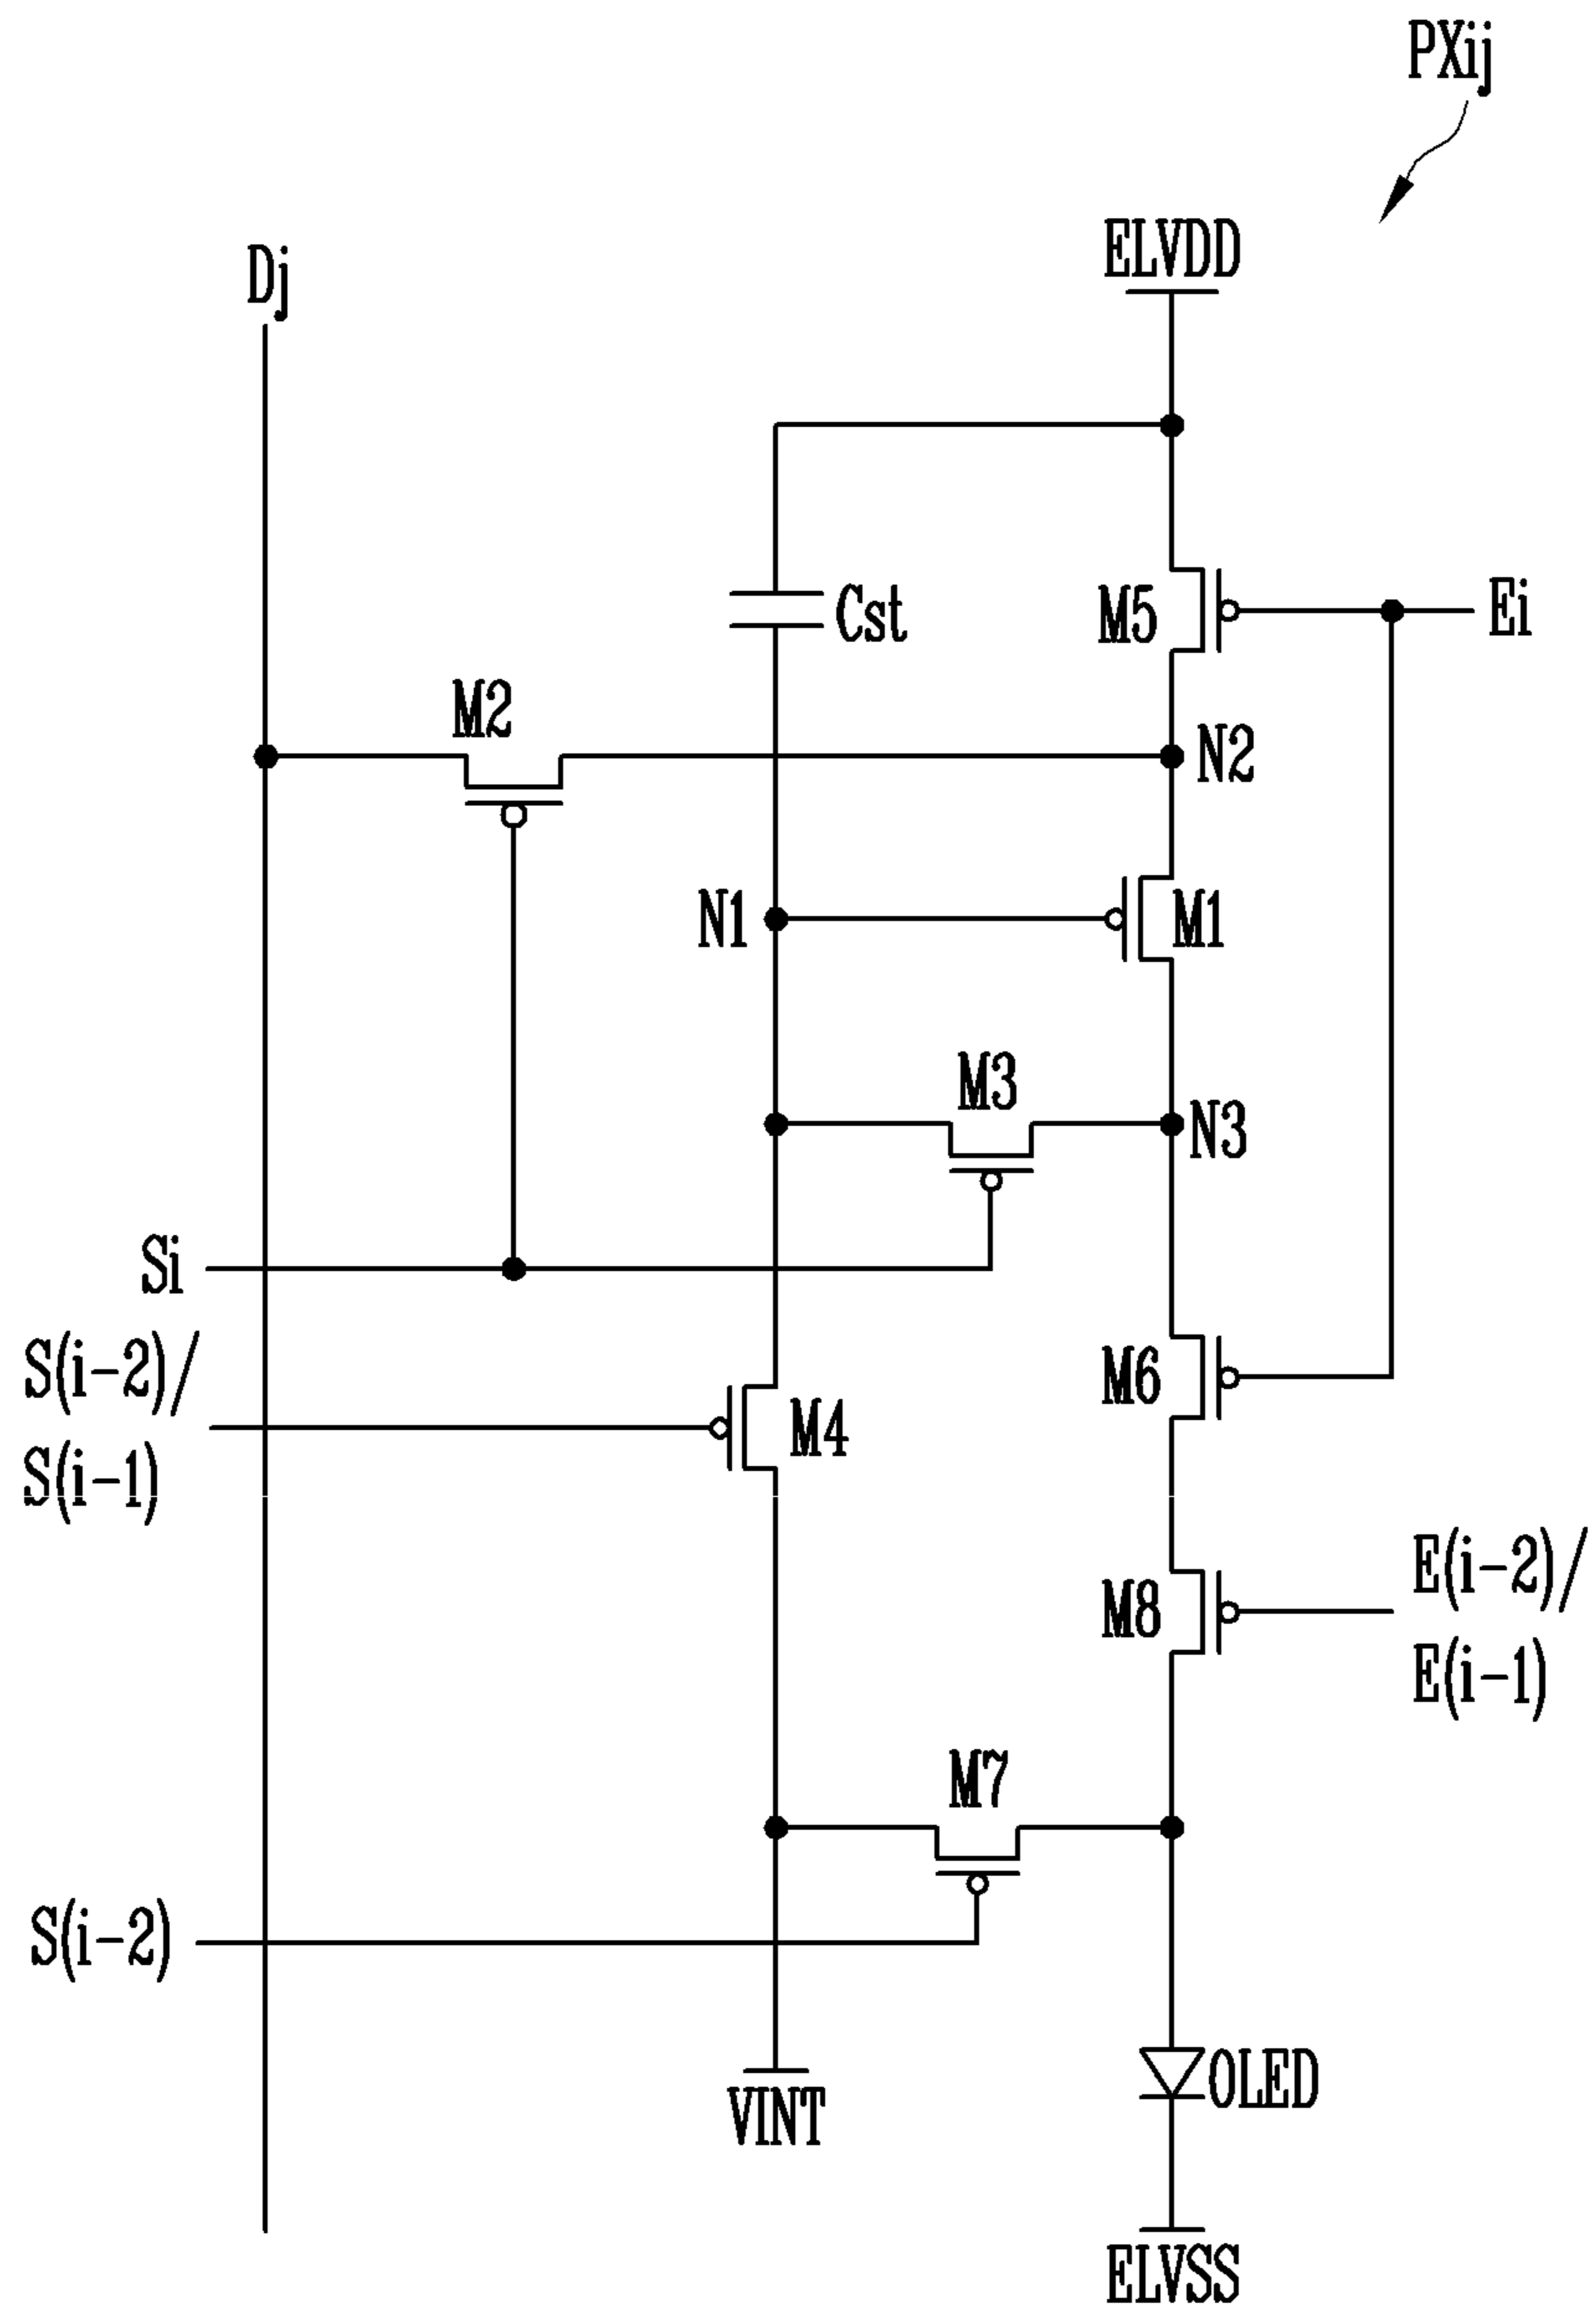 PXij
ELVDD
Dj
Cst
M5
Ei
M2
N2
N1
M1
M3
N3
Si
S(i-2)/
S(i-1)
M4
M6
E(i-2)/
E(i-1)
M8
M7
S(i-2)
OLED
VINT
ELVSS